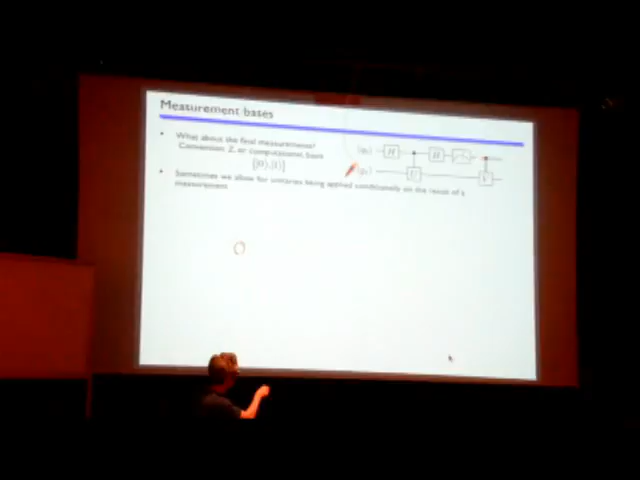 Measurement bases
• What about the final measurements?
Convention: Z, or computational, basis
{|0⟩,|1⟩}
• Sometimes we allow for unitaries being applied conditionally on the result of a
measurement
H
H
U